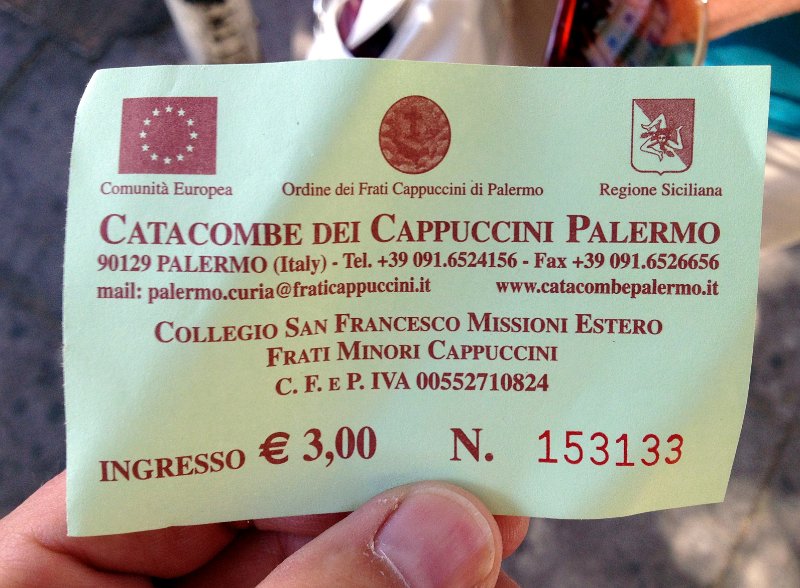 Comunità Europea
Ordine dei Frati Cappuccini di Palermo
Regione Siciliana
CATACOMBE DEI CAPPUCCINI PALERMO
90129 PALERMO (Italy) - Tel. +39 091.6524156 - Fax +39 091.6526656
mail: palermo.curia@fraticappuccini.it www.catacombepalermo.it
COLLEGIO SAN FRANCESCO MISSIONI ESTERO
FRATI MINORI CAPPUCCINI
C. F. E P. IVA 00552710824
INGRESSO € 3,00 N. 153133